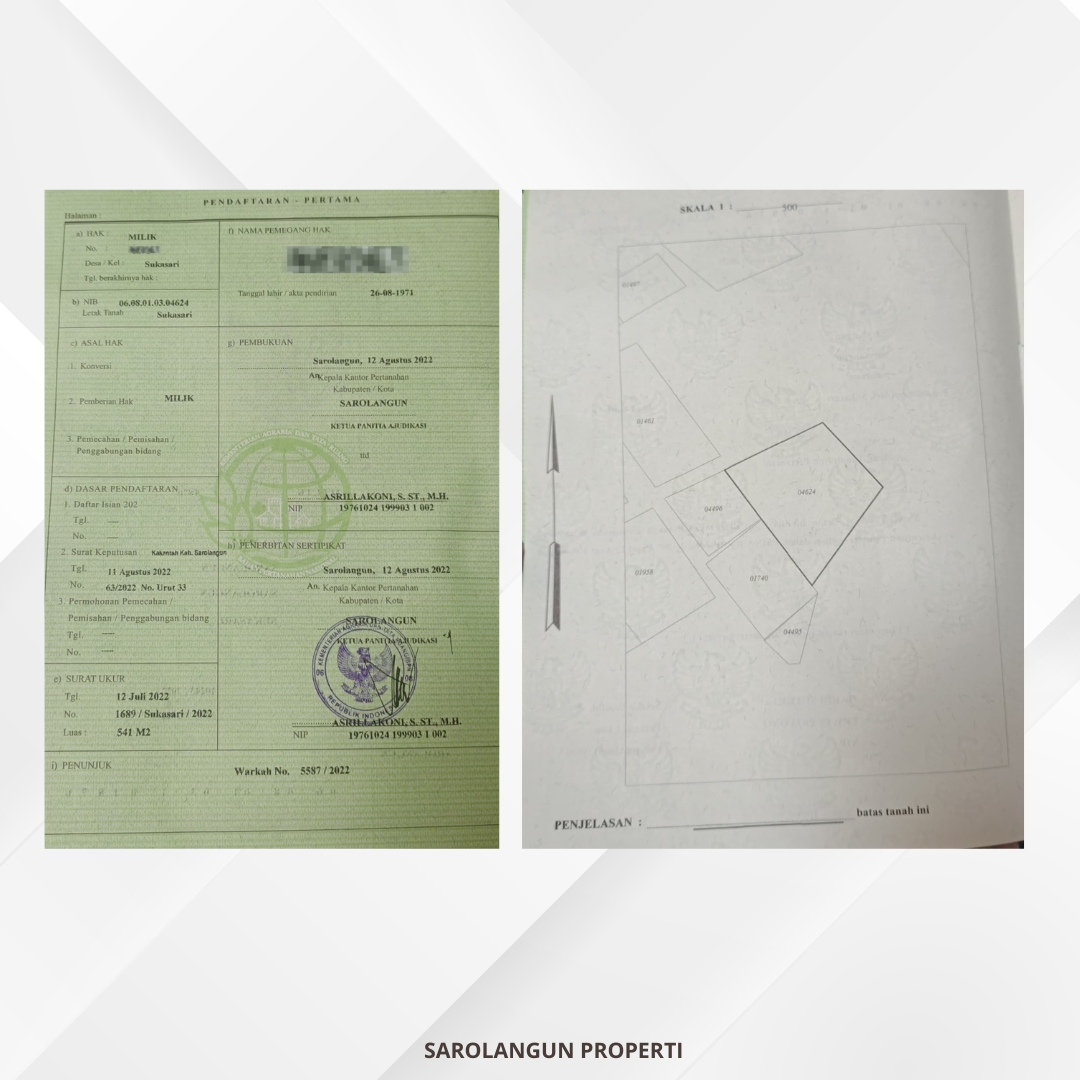 PENDAFTARAN - PERTAMA
Halaman :
a) HAK : MILIK
No. :
Desa / Kel : Sukasari
Tgl. berakhirnya hak :
b) NIB 06.08.01.03.04624
Letak Tanah Sukasari
c) ASAL HAK
1. Konversi
2. Pemberian Hak MILIK
3. Pemecahan / Pemisahan /
Penggabungan bidang
d) DASAR PENDAFTARAN
1. Daftar Isian 202
Tgl.
No.
2. Surat Keputusan Kakantah Kab. Sarolangun
Tgl. 11 Agustus 2022
No. 63/2022 No. Urut 33
3. Permohonan Pemecahan /
Pemisahan / Penggabungan bidang
Tgl.
No.
e) SURAT UKUR
Tgl. 12 Juli 2022
No. 1689 / Sukasari / 2022
Luas : 541 M2
f) NAMA PEMEGANG HAK
Tanggal lahir / akta pendirian 26-08-1971
g) PEMBUKUAN
Sarolangun, 12 Agustus 2022
An. Kepala Kantor Pertanahan
Kabupaten / Kota
SAROLANGUN
KETUA PANITIA AJUDIKASI
ttd
ASRILLAKONI, S. ST., M.H.
NIP 19761024 199903 1 002
h) PENERBITAN SERTIPIKAT
Sarolangun, 12 Agustus 2022
An. Kepala Kantor Pertanahan
Kabupaten / Kota
SAROLANGUN
KETUA PANITIA AJUDIKASI
REPUBLIK INDONESIA
ASRILLAKONI, S. ST., M.H.
NIP 19761024 199903 1 002
i) PENUNJUK
Warkah No. 5587 / 2022
SKALA 1 : 500
04624
04496
01740
04495
01958
PENJELASAN : batas tanah ini
SAROLANGUN PROPERTI